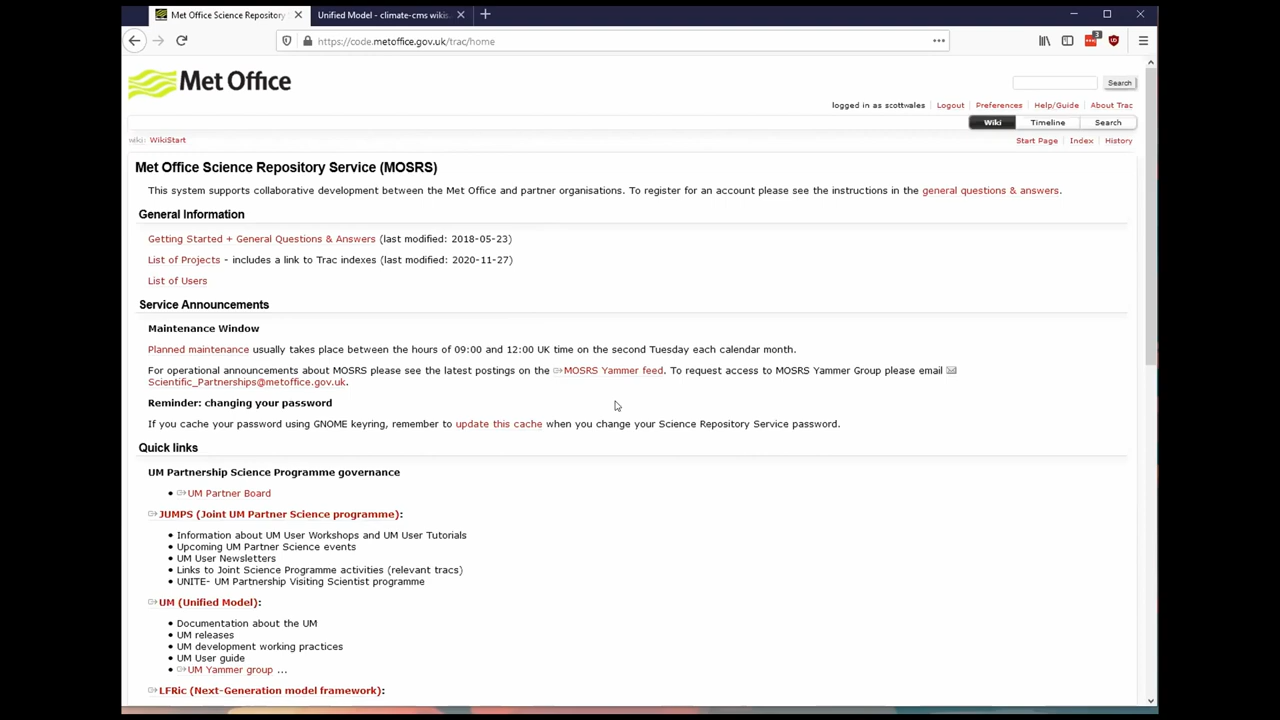 Met Office Science Repository
Unified Model - climate-cms wikis
https://code.metoffice.gov.uk/trac/home
3
Met Office
Search
logged in as scottwales Logout Preferences Help/Guide About Trac
Wiki Timeline Search
wiki: WikiStart
Start Page Index History
Met Office Science Repository Service (MOSRS)
This system supports collaborative development between the Met Office and partner organisations. To register for an account please see the instructions in the general questions & answers.
General Information
Getting Started + General Questions & Answers (last modified: 2018-05-23)
List of Projects - includes a link to Trac indexes (last modified: 2020-11-27)
List of Users
Service Announcements
Maintenance Window
Planned maintenance usually takes place between the hours of 09:00 and 12:00 UK time on the second Tuesday each calendar month.
For operational announcements about MOSRS please see the latest postings on the MOSRS Yammer feed. To request access to MOSRS Yammer Group please email
Scientific_Partnerships@metoffice.gov.uk.
Reminder: changing your password
If you cache your password using GNOME keyring, remember to update this cache when you change your Science Repository Service password.
Quick links
UM Partnership Science Programme governance
• UM Partner Board
JUMPS (Joint UM Partner Science programme):
• Information about UM User Workshops and UM User Tutorials
• Upcoming UM Partner Science events
• UM User Newsletters
• Links to Joint Science Programme activities (relevant tracs)
• UNITE- UM Partnership Visiting Scientist programme
UM (Unified Model):
• Documentation about the UM
• UM releases
• UM development working practices
• UM User guide
• UM Yammer group ...
LFRic (Next-Generation model framework):